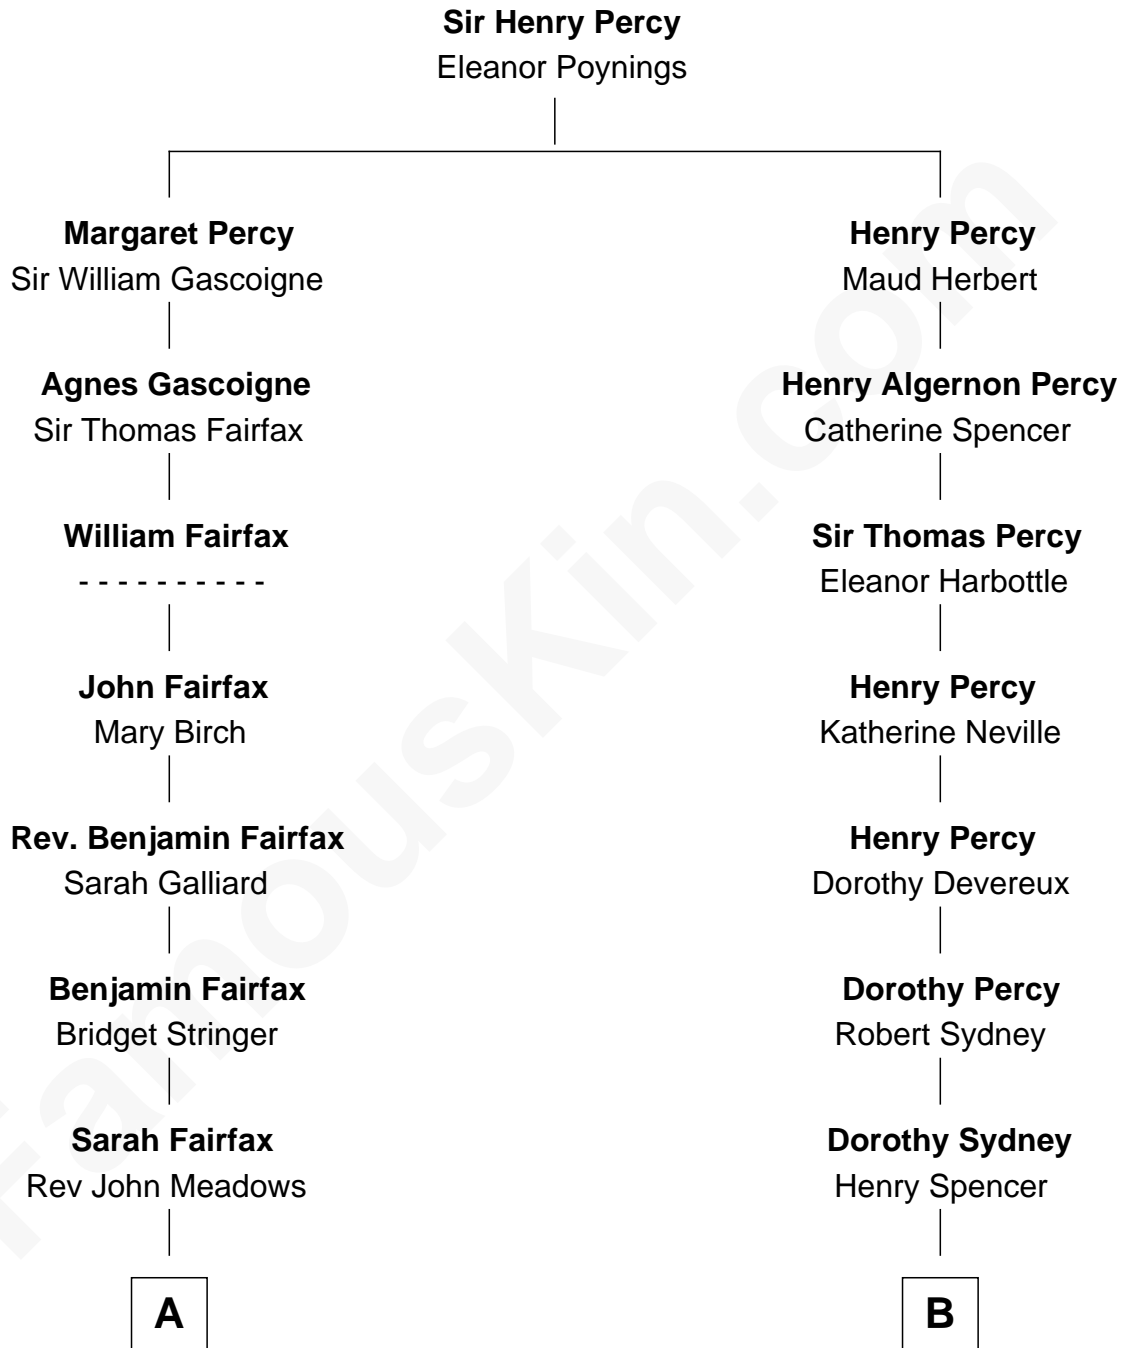 Sir Henry Percy
Eleanor Poynings
Margaret Percy
Sir William Gascoigne
Henry Percy
Maud Herbert
Agnes Gascoigne
Sir Thomas Fairfax
Henry Algernon Percy
Catherine Spencer
William Fairfax
- - - - - - - - - -
Sir Thomas Percy
Eleanor Harbottle
John Fairfax
Mary Birch
Henry Percy
Katherine Neville
Rev. Benjamin Fairfax
Sarah Galliard
Henry Percy
Dorothy Devereux
Benjamin Fairfax
Bridget Stringer
Dorothy Percy
Robert Sydney
Sarah Fairfax
Rev John Meadows
Dorothy Sydney
Henry Spencer
A
B
FamousKin.com